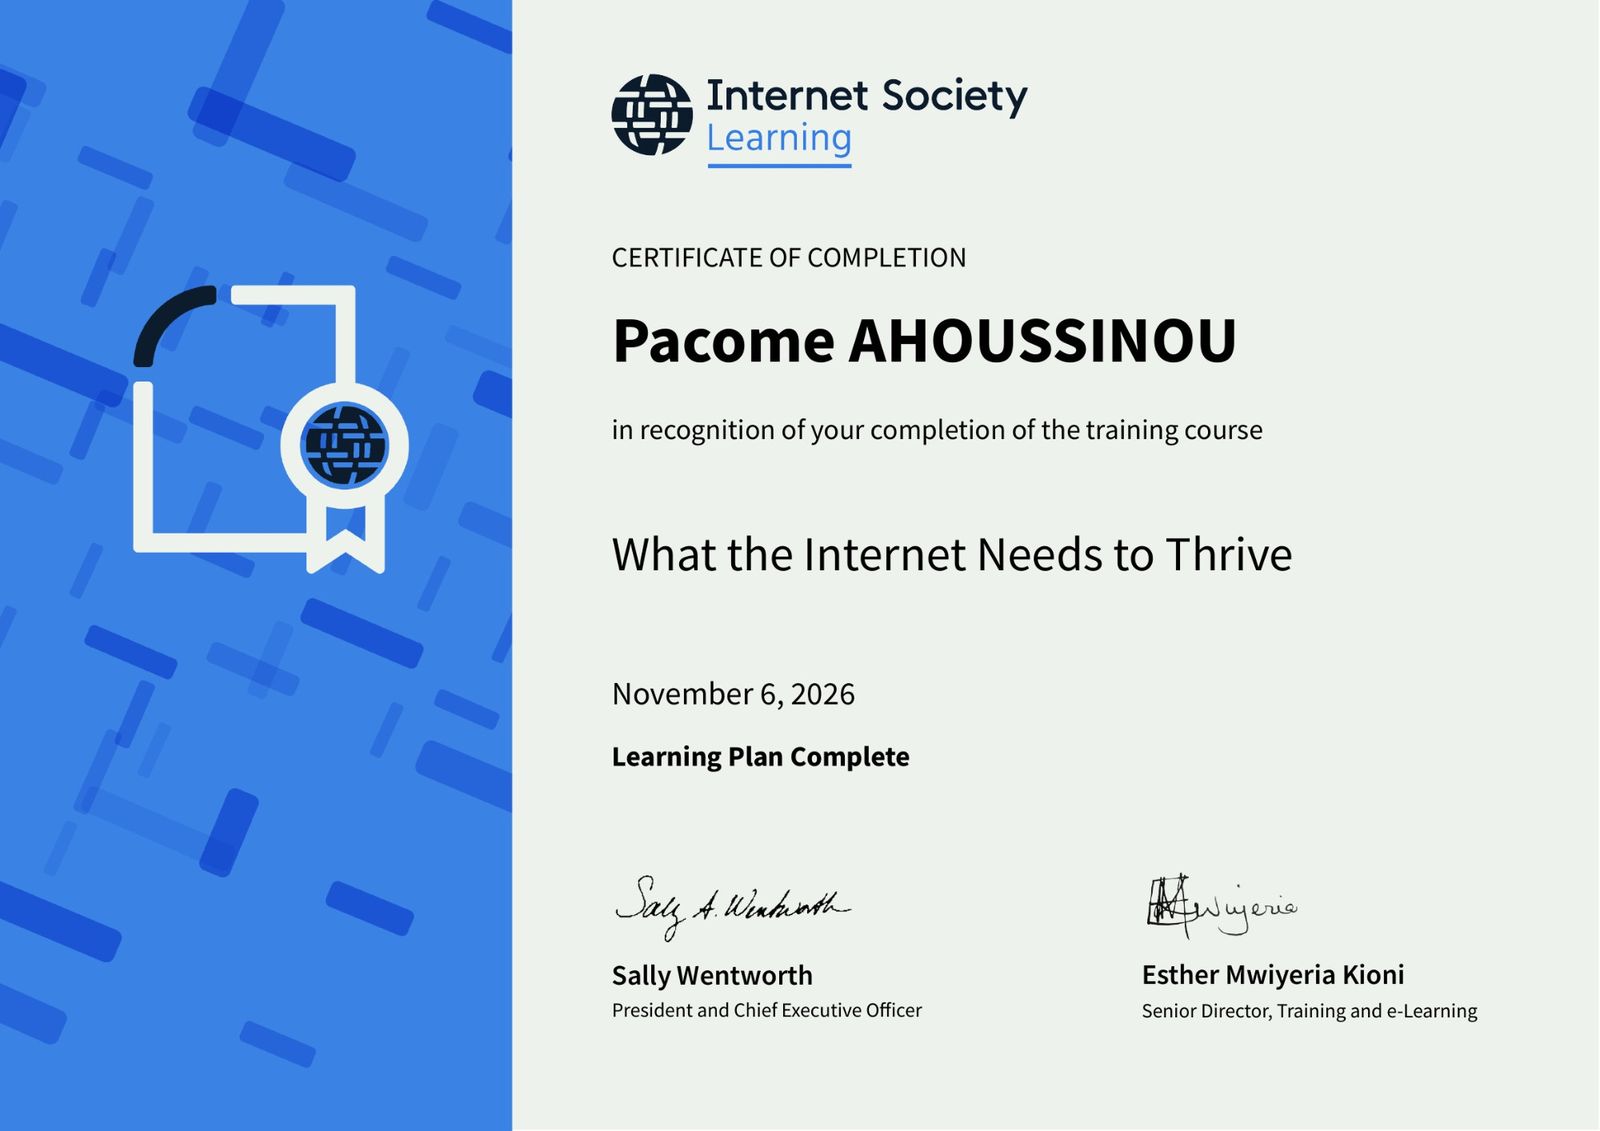 Internet Society
Learning
CERTIFICATE OF COMPLETION
Pacome AHOUSSINOU
in recognition of your completion of the training course
What the Internet Needs to Thrive
November 6, 2026
Learning Plan Complete
Sally A. Wentworth
Mwiyeria
Sally Wentworth
Esther Mwiyeria Kioni
President and Chief Executive Officer
Senior Director, Training and e-Learning